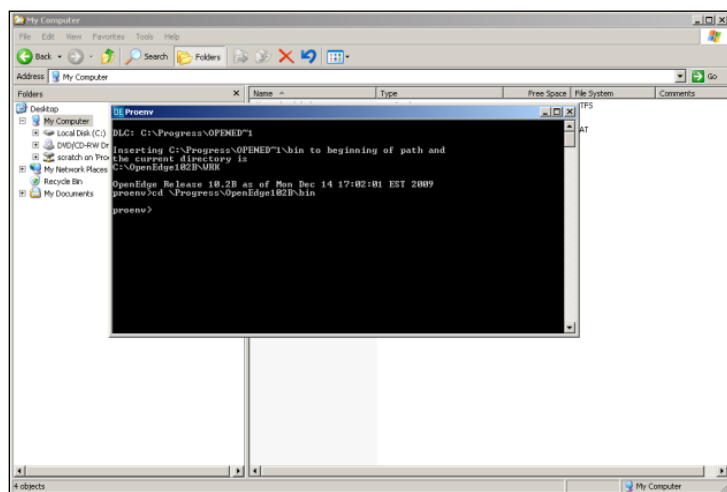 My Computer
File Edit View Favorites Tools Help
Back Search Folders
Address My Computer Go
Folders
Name Type Free Space File System Comments
Desktop
My Computer
Local Disk (C:)
DVD/CD-RW Dr
scratch on 'Pro
My Network Places
Recycle Bin
My Documents
Proenv
DLC: C:\Progress\OPENED~1
Inserting C:\Progress\OPENED~1\bin to beginning of path and
the current directory is
C:\OpenEdge102B\WRK
OpenEdge Release 10.2B as of Mon Dec 14 17:02:01 EST 2009
proenv>cd \Progress\OpenEdge102B\bin
proenv>
4 objects
My Computer